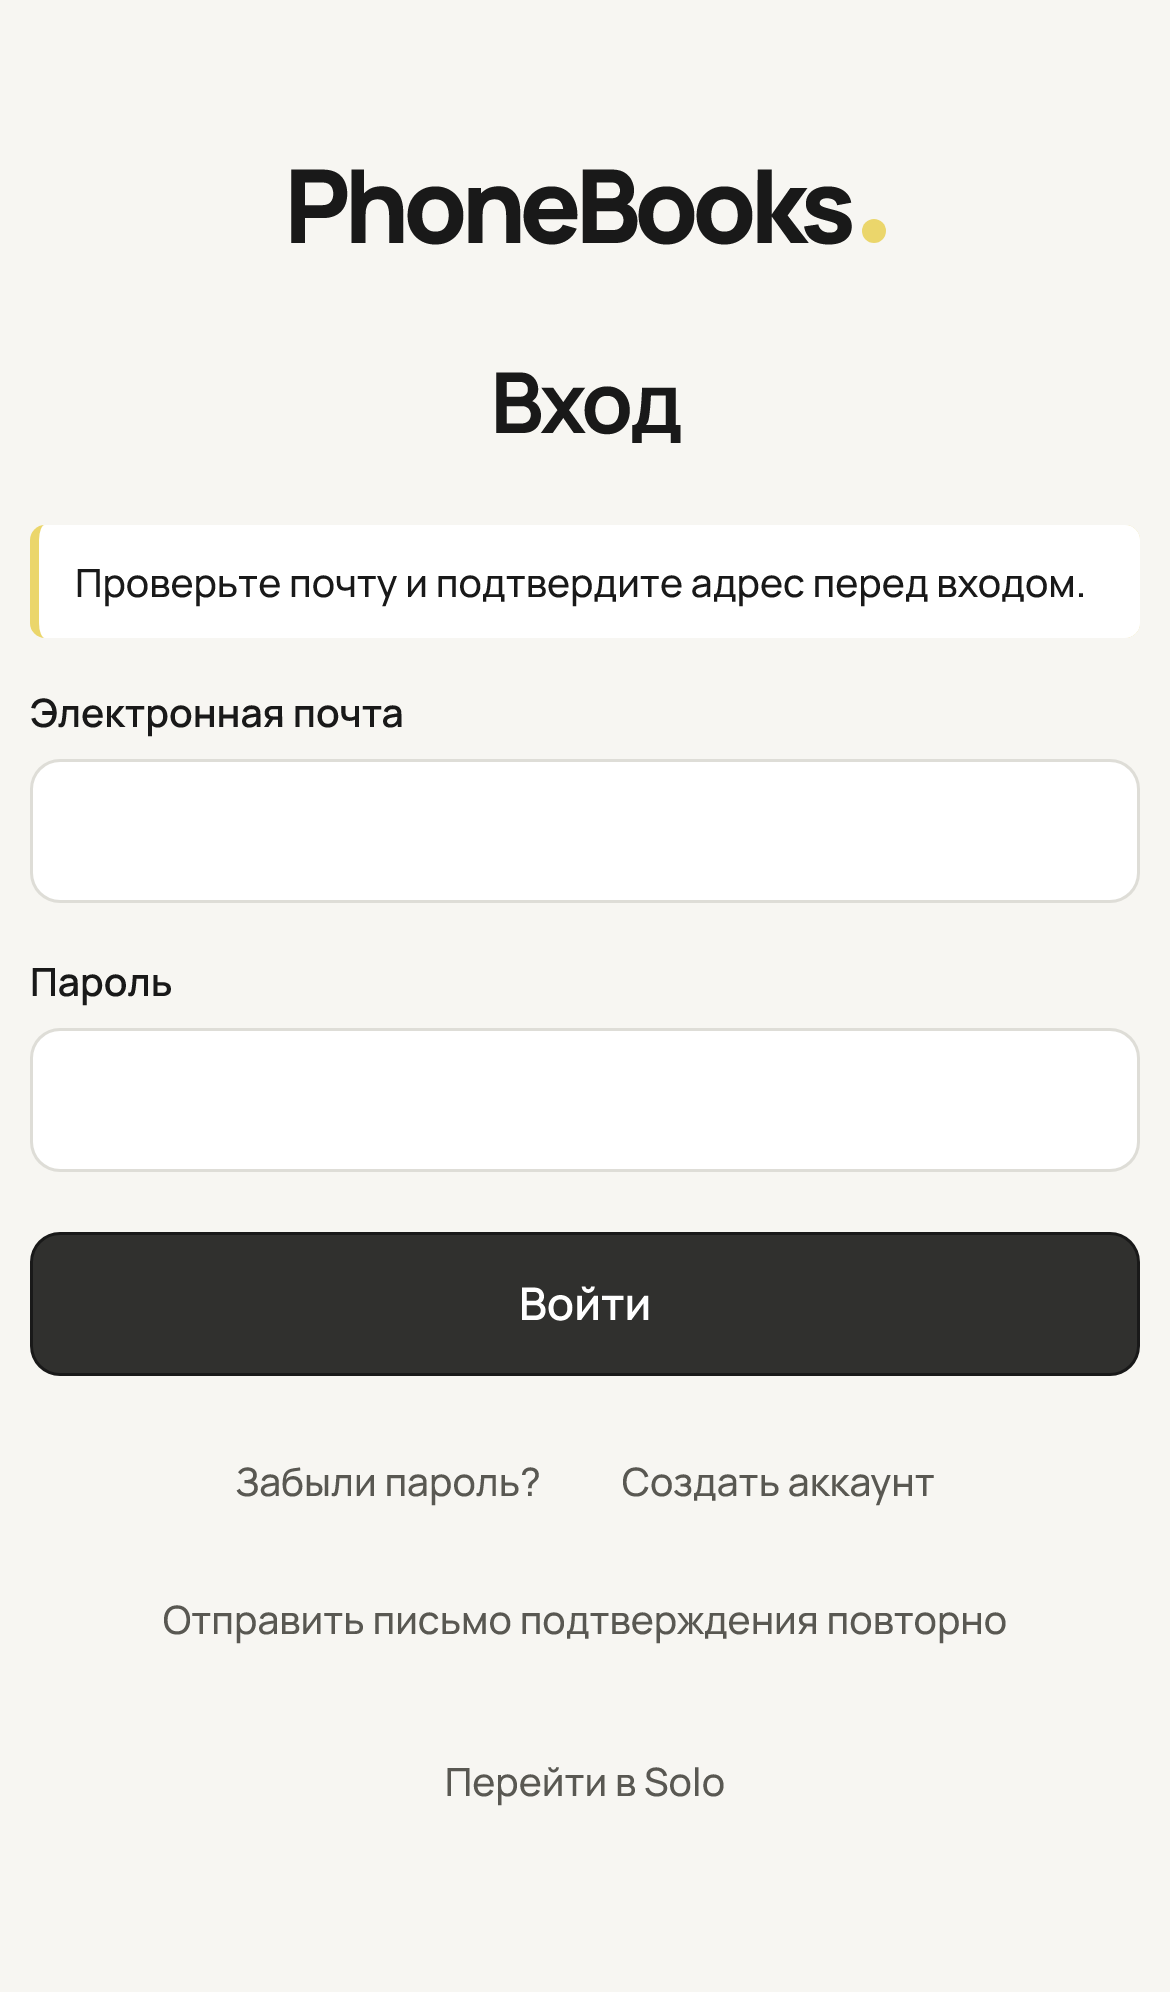 PhoneBooks.
Вход
Проверьте почту и подтвердите адрес перед входом.
Электронная почта
Пароль
Войти
Забыли пароль? Создать аккаунт
Отправить письмо подтверждения повторно
Перейти в Solo